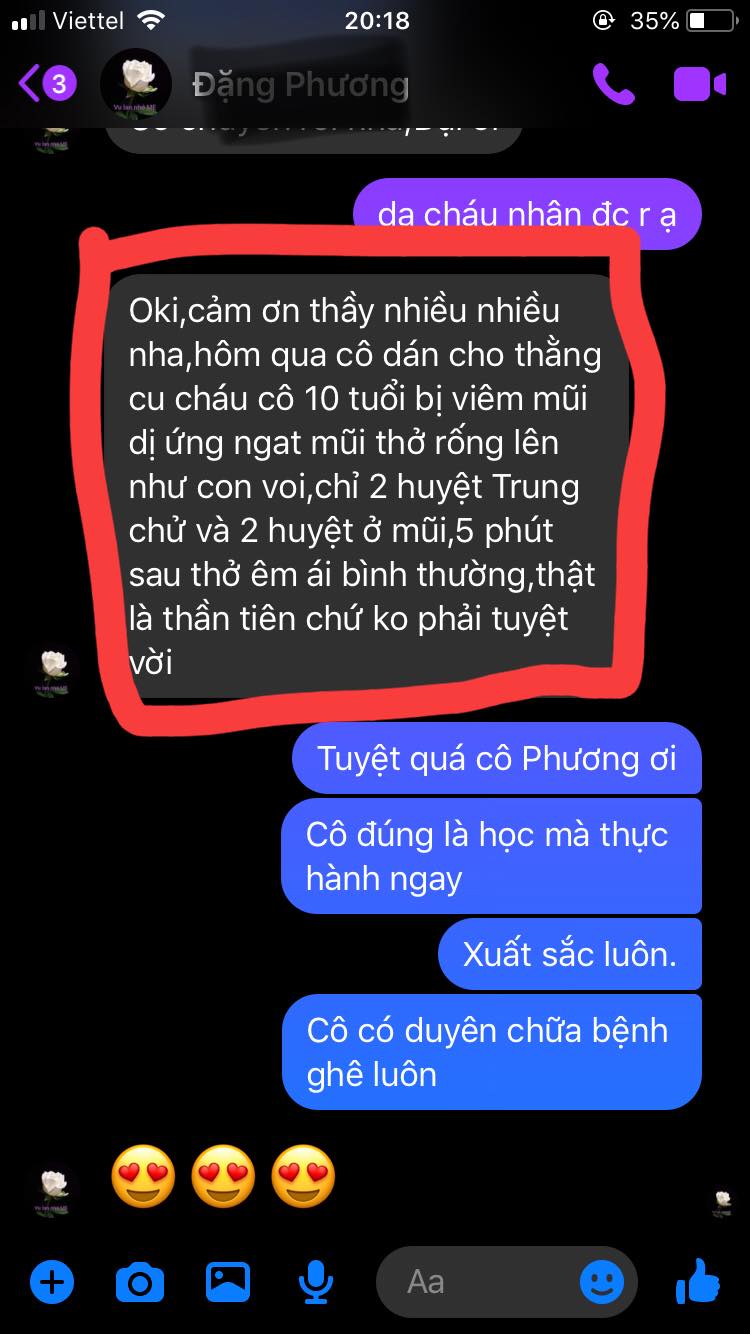 Viettel
20:18
35%
3
Đặng Phương
da cháu nhân đc r ạ
Oki,cảm ơn thầy nhiều nhiều
nha,hôm qua cô dán cho thằng
cu cháu cô 10 tuổi bị viêm mũi
dị ứng ngat mũi thở rống lên
như con voi,chỉ 2 huyệt Trung
chử và 2 huyệt ở mũi,5 phút
sau thở êm ái bình thường,thật
là thần tiên chứ ko phải tuyệt
vời
Tuyệt quá cô Phương ơi
Cô đúng là học mà thực
hành ngay
Xuất sắc luôn.
Cô có duyên chữa bệnh
ghê luôn
Aa